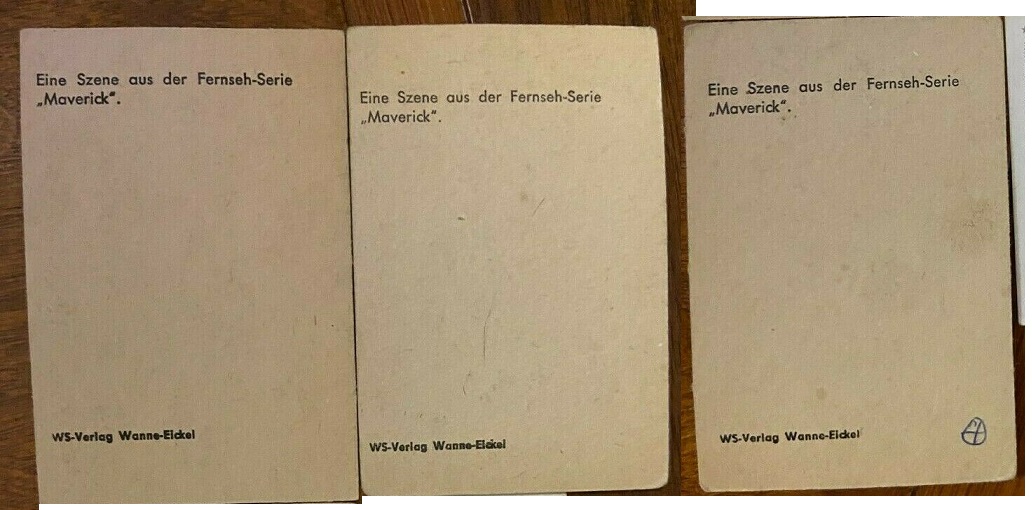 Eine Szene aus der Fernseh-Serie
„Maverick".
WS-Verlag Wanne-Eickel
Eine Szene aus der Fernseh-Serie
„Maverick".
WS-Verlag Wanne-Eickel
Eine Szene aus der Fernseh-Serie
„Maverick".
WS-Verlag Wanne-Eickel